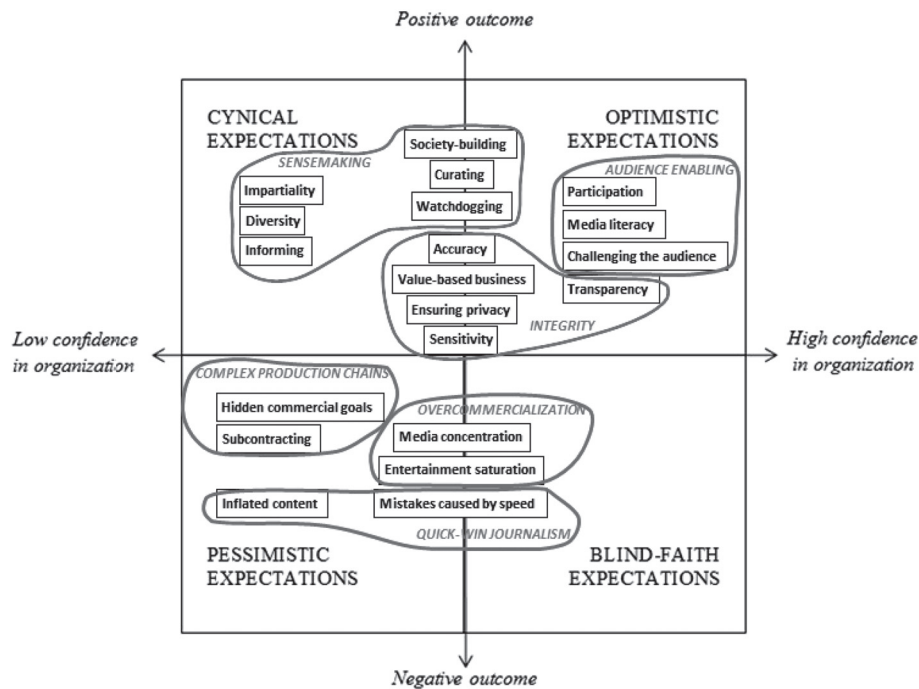 Positive outcome
CYNICAL
EXPECTATIONS
OPTIMISTIC
EXPECTATIONS
SENSEMAKING
Society-building
Curating
Watchdogging
Impartiality
Diversity
Informing
AUDIENCE ENABLING
Participation
Media literacy
Challenging the audience
Transparency
Accuracy
Value-based business
Ensuring privacy
Sensitivity
INTEGRITY
Low confidence
in organization
High confidence
in organization
COMPLEX PRODUCTION CHAINS
Hidden commercial goals
Subcontracting
OVERCOMMERCIALIZATION
Media concentration
Entertainment saturation
Inflated content
Mistakes caused by speed
QUICK-WIN JOURNALISM
PESSIMISTIC
EXPECTATIONS
BLIND-FAITH
EXPECTATIONS
Negative outcome